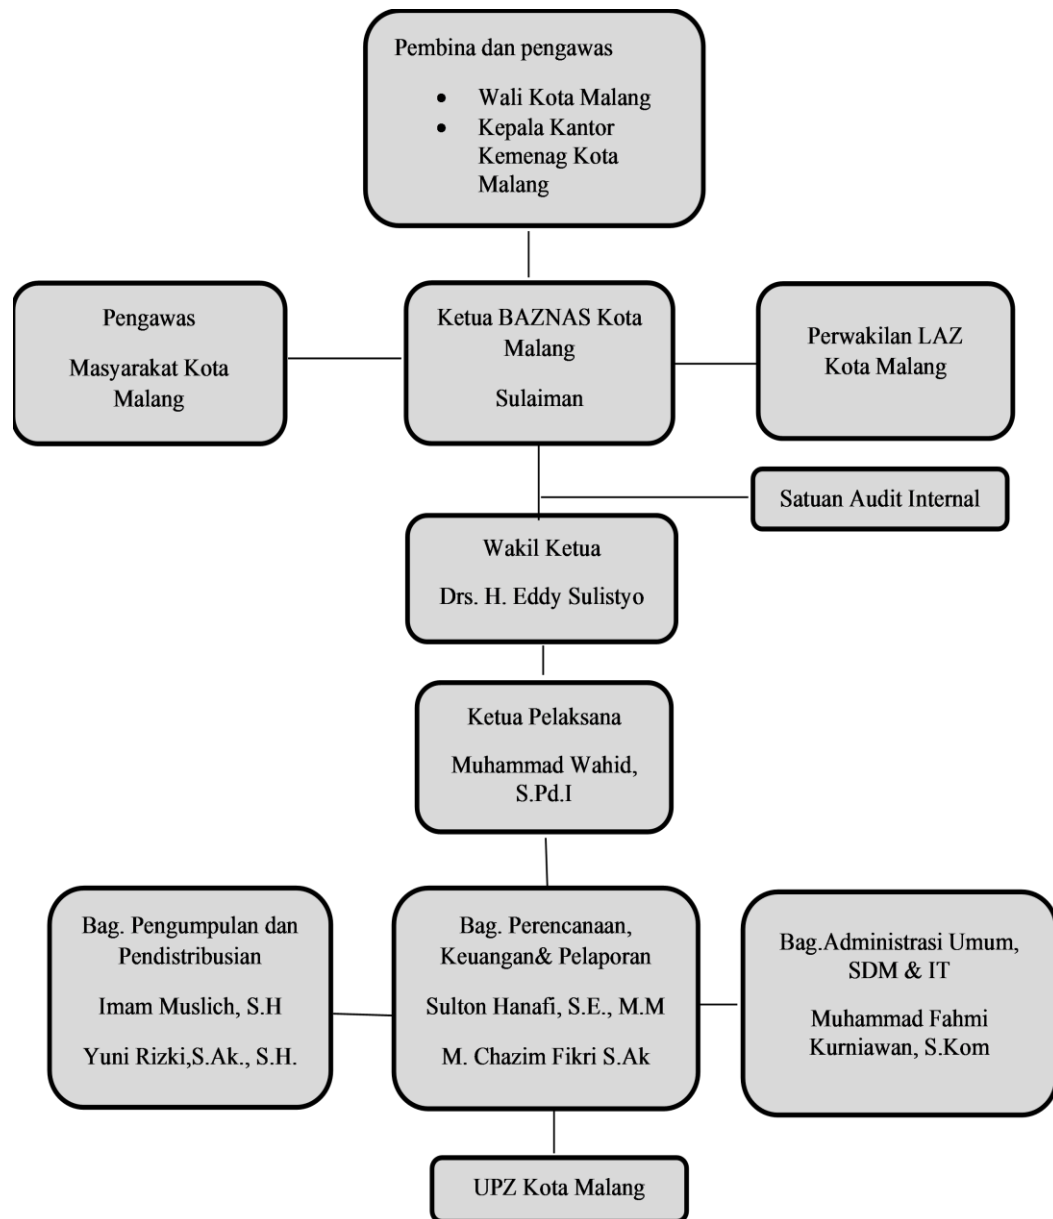 Pembina dan pengawas
• Wali Kota Malang
• Kepala Kantor
Kemenag Kota
Malang
Pengawas
Masyarakat Kota
Malang
Ketua BAZNAS Kota
Malang
Sulaiman
Perwakilan LAZ
Kota Malang
Satuan Audit Internal
Wakil Ketua
Drs. H. Eddy Sulistyo
Ketua Pelaksana
Muhammad Wahid,
S.Pd.I
Bag. Pengumpulan dan
Pendistribusian
Imam Muslich, S.H
Yuni Rizki,S.Ak., S.H.
Bag. Perencanaan,
Keuangan& Pelaporan
Sulton Hanafi, S.E., M.M
M. Chazim Fikri S.Ak
Bag.Administrasi Umum,
SDM & IT
Muhammad Fahmi
Kurniawan, S.Kom
UPZ Kota Malang